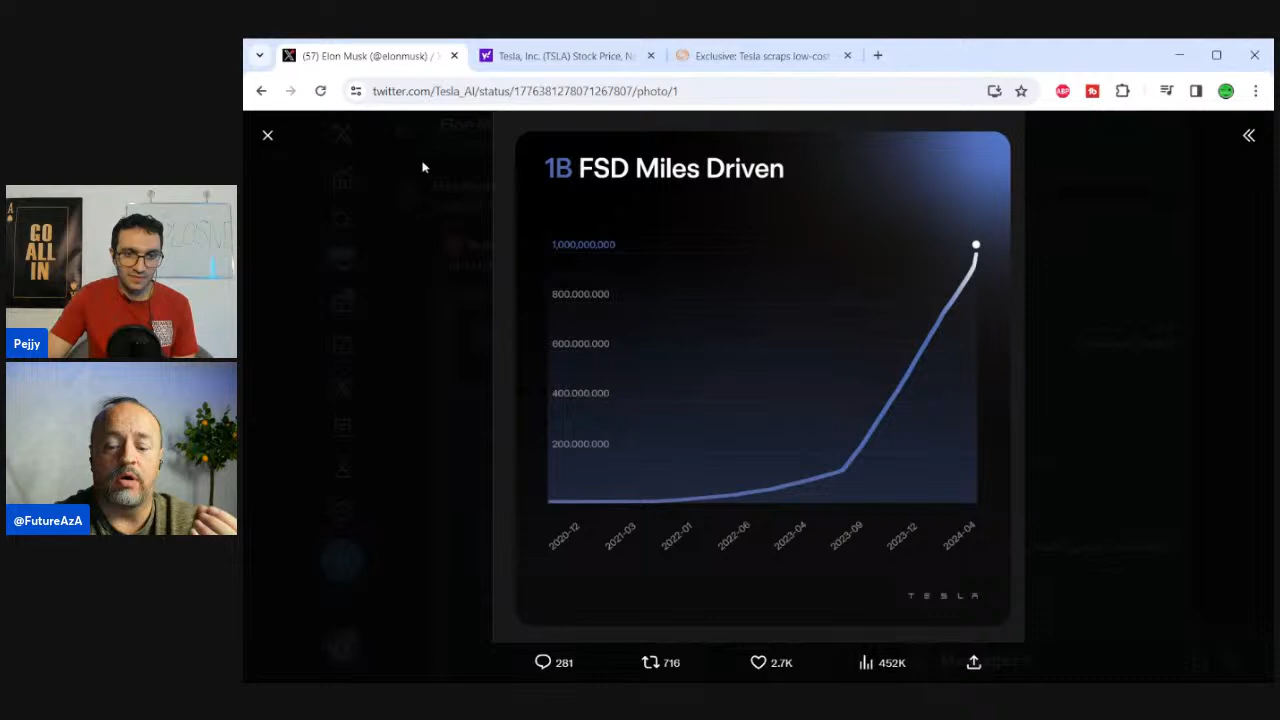 (57) Elon Musk (@elonmusk) /
Tesla, Inc. (TSLA) Stock Price, Ne
Exclusive: Tesla scraps low-cost
twitter.com/Tesla_AI/status/1776381278071267807/photo/1
ABP
1B FSD Miles Driven
1,000,000,000
800.000.000
600.000.000
400.000.000
200.000.000
2020-12
2021-03
2022-01
2022-06
2023-04
2023-09
2023-12
2024-04
TESLA
281
716
2.7K
452K
A
GO
ALL
IN
Pejjy
@FutureAzA